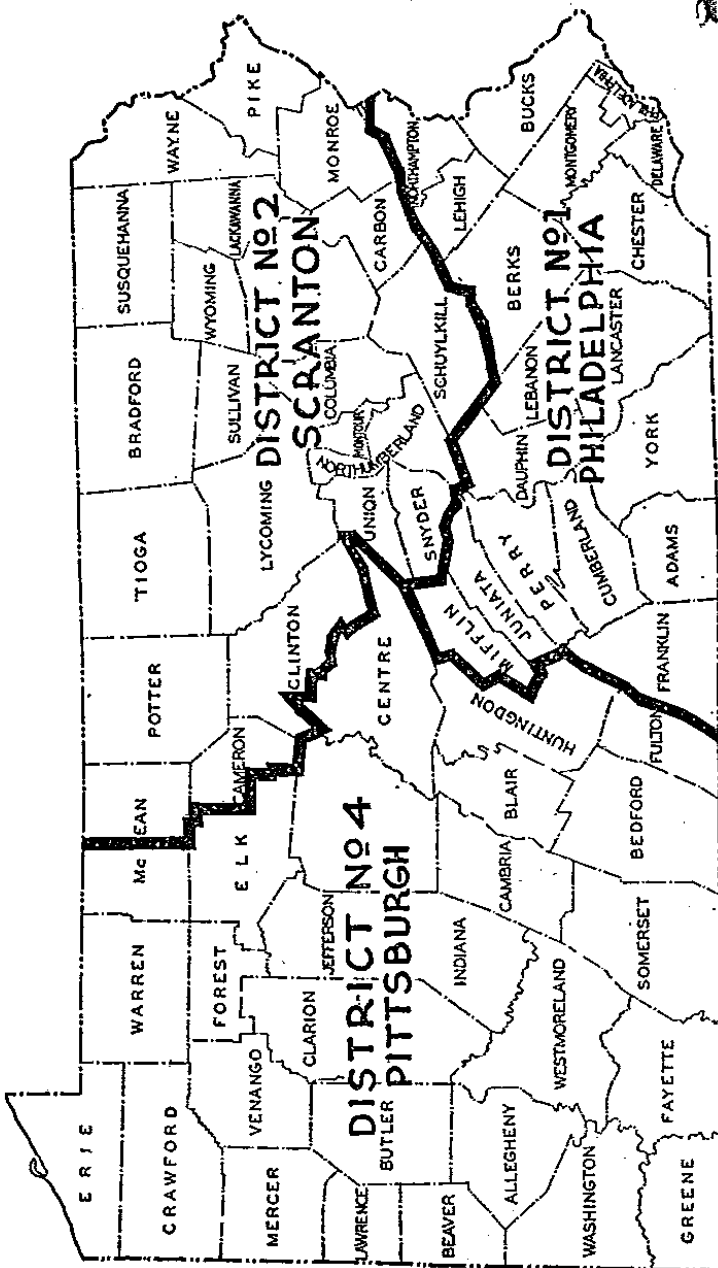 ERIE
CRAWFORD
WARREN
McKEAN
POTTER
TIOGA
BRADFORD
SUSQUEHANNA
WAYNE
PIKE
MERCER
VENANGO
FOREST
ELK
CAMERON
CLINTON
LYCOMING
SULLIVAN
WYOMING
LACKAWANNA
DISTRICT No 2
SCRANTON
MONROE
LAWRENCE
BUTLER
CLARION
JEFFERSON
DISTRICT No 4
PITTSBURGH
CENTRE
UNION
SNYDER
NORTHUMBERLAND
MONTOUR
COLUMBIA
SCHUYLKILL
CARBON
NORTHAMPTON
LEHIGH
BEAVER
ALLEGHENY
INDIANA
CAMBRIA
BLAIR
HUNTINGDON
MIFFLIN
JUNIATA
PERRY
DAUPHIN
LEBANON
BERKS
BUCKS
MONTGOMERY
PHILADELPHIA
DELAWARE
WASHINGTON
WESTMORELAND
SOMERSET
BEDFORD
FULTON
FRANKLIN
CUMBERLAND
ADAMS
YORK
DISTRICT No 1
PHILADELPHIA
LANCASTER
CHESTER
GREENE
FAYETTE